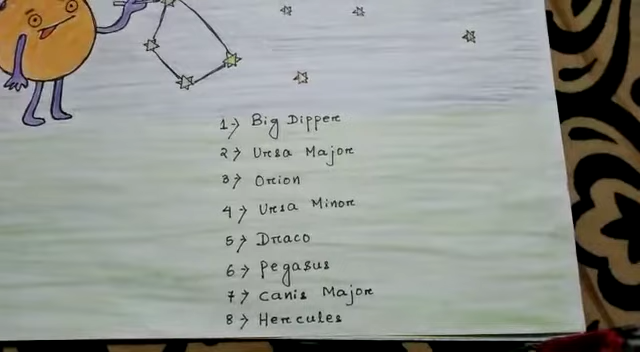 1) Big Dipper
2) Ursa Major
3) Orion
4) Ursa Minor
5) Draco
6) Pegasus
7) Canis Major
8) Hercules